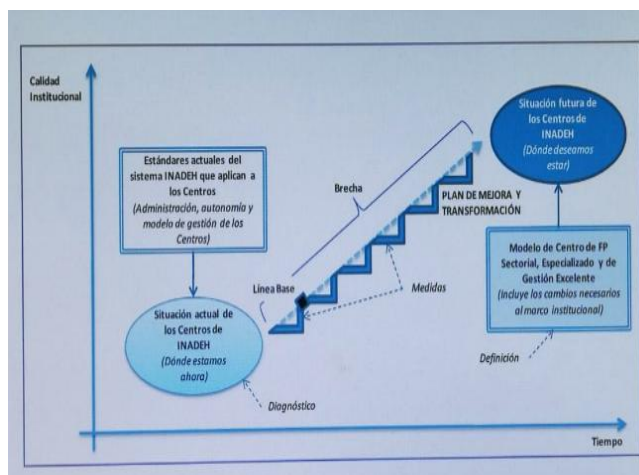 Calidad
Institucional
Estándares actuales del
sistema INADEH que aplican a
los Centros
(Administración, autonomía y
modelo de gestión de los
Centros)
Situación actual de
los Centros de
INADEH
(Dónde estamos
ahora)
Diagnóstico
Línea Base
Brecha
Medidas
PLAN DE MEJORA Y
TRANSFORMACIÓN
Situación futura de
los Centros de
INADEH
(Dónde deseamos
estar)
Modelo de Centro de FP
Sectorial, Especializado y de
Gestión Excelente
(Incluye los cambios necesarios
al marco institucional)
Definición
Tiempo